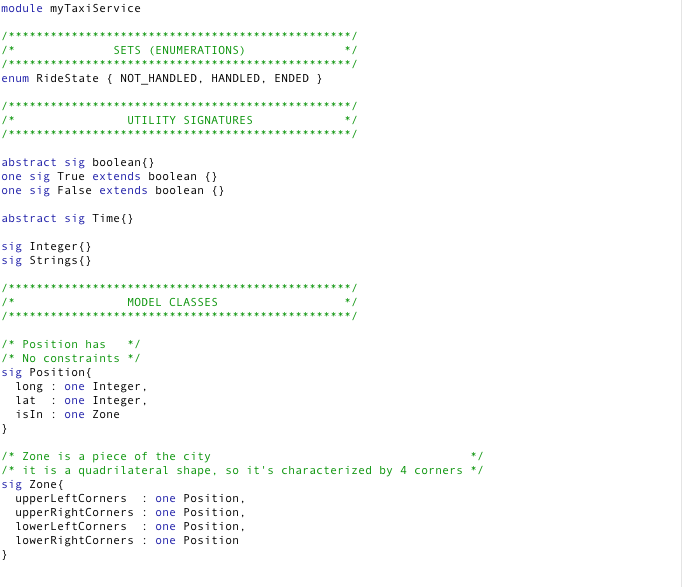 module myTaxiService
/*************************************************/
/*              SETS (ENUMERATIONS)              */
/*************************************************/
enum RideState { NOT_HANDLED, HANDLED, ENDED }
/*************************************************/
/*                UTILITY SIGNATURES             */
/*************************************************/
abstract sig boolean{}
one sig True extends boolean {}
one sig False extends boolean {}
abstract sig Time{}
sig Integer{}
sig Strings{}
/*************************************************/
/*                MODEL CLASSES                  */
/*************************************************/
/* Position has   */
/* No constraints */
sig Position{
  long : one Integer,
  lat  : one Integer,
  isIn : one Zone
}
/* Zone is a piece of the city                                     */
/* it is a quadrilateral shape, so it's characterized by 4 corners */
sig Zone{
  upperLeftCorners  : one Position,
  upperRightCorners : one Position,
  lowerLeftCorners  : one Position,
  lowerRightCorners : one Position
}